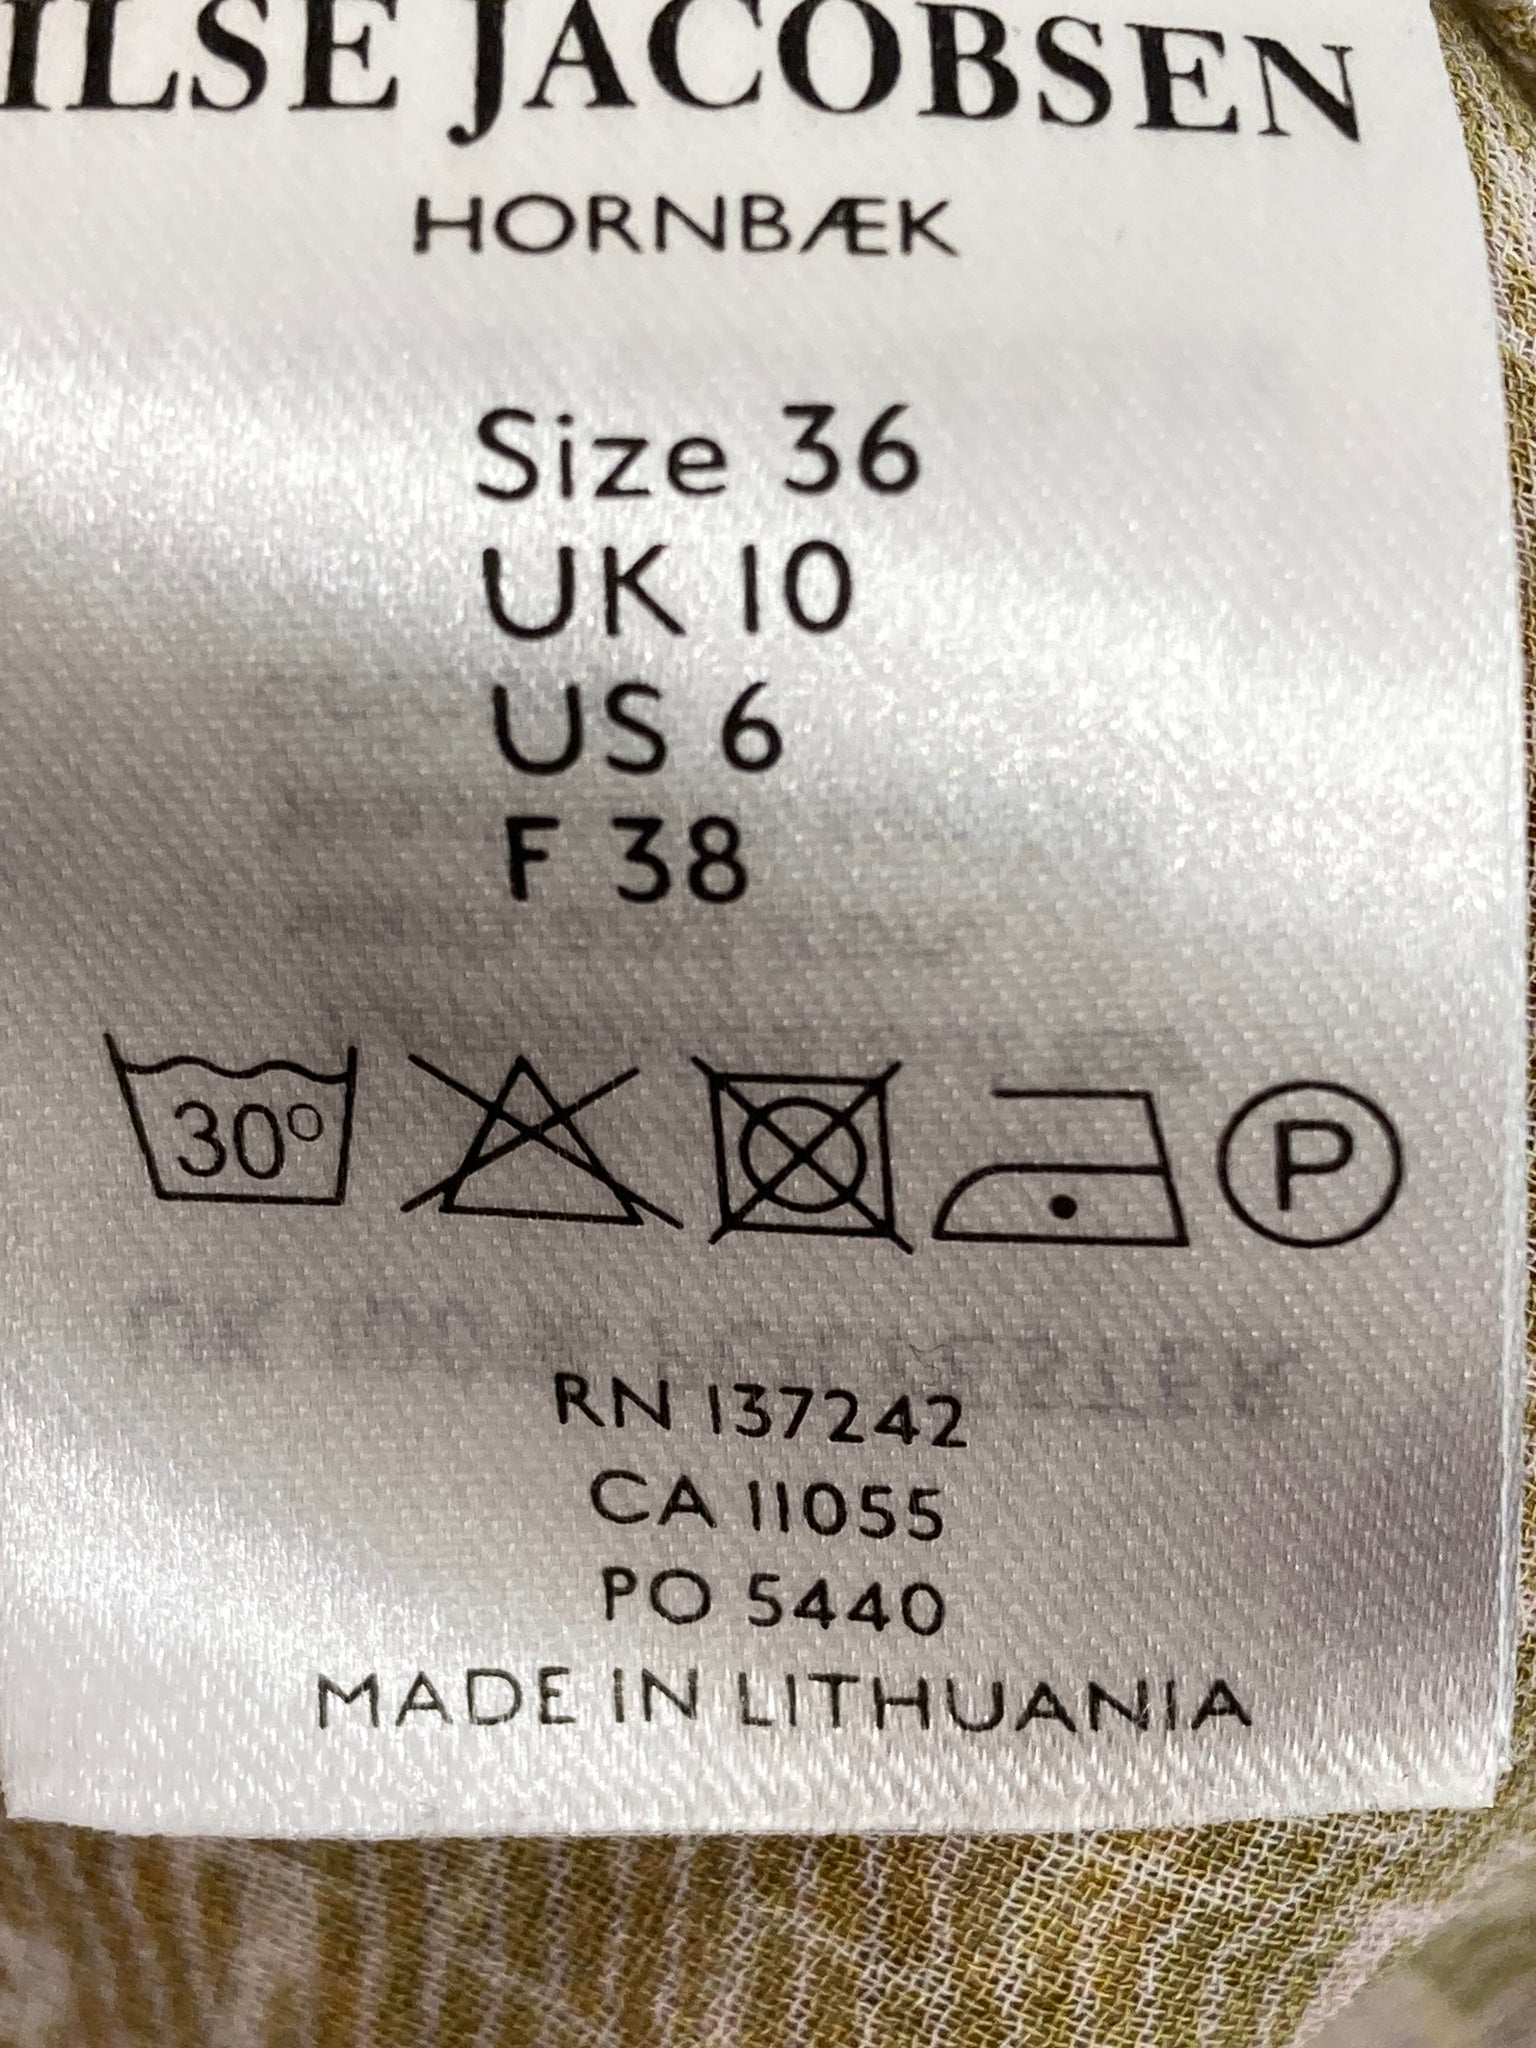 ILSE JACOBSEN
HORNBÆK
Size 36
UK 10
US 6
F 38
30°
P
RN 137242
CA 11055
PO 5440
MADE IN LITHUANIA